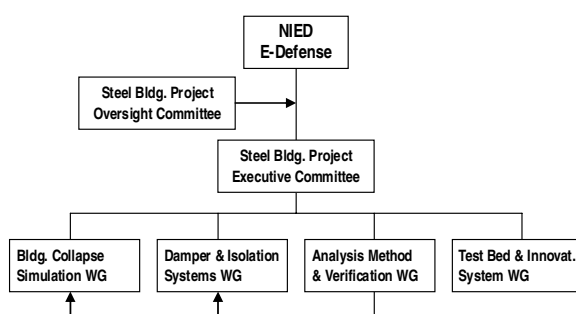 NIED
E-Defense
Steel Bldg. Project
Oversight Committee
Steel Bldg. Project
Executive Committee
Bldg. Collapse
Simulation WG
Damper & Isolation
Systems WG
Analysis Method
& Verification WG
Test Bed & Innovat.
System WG